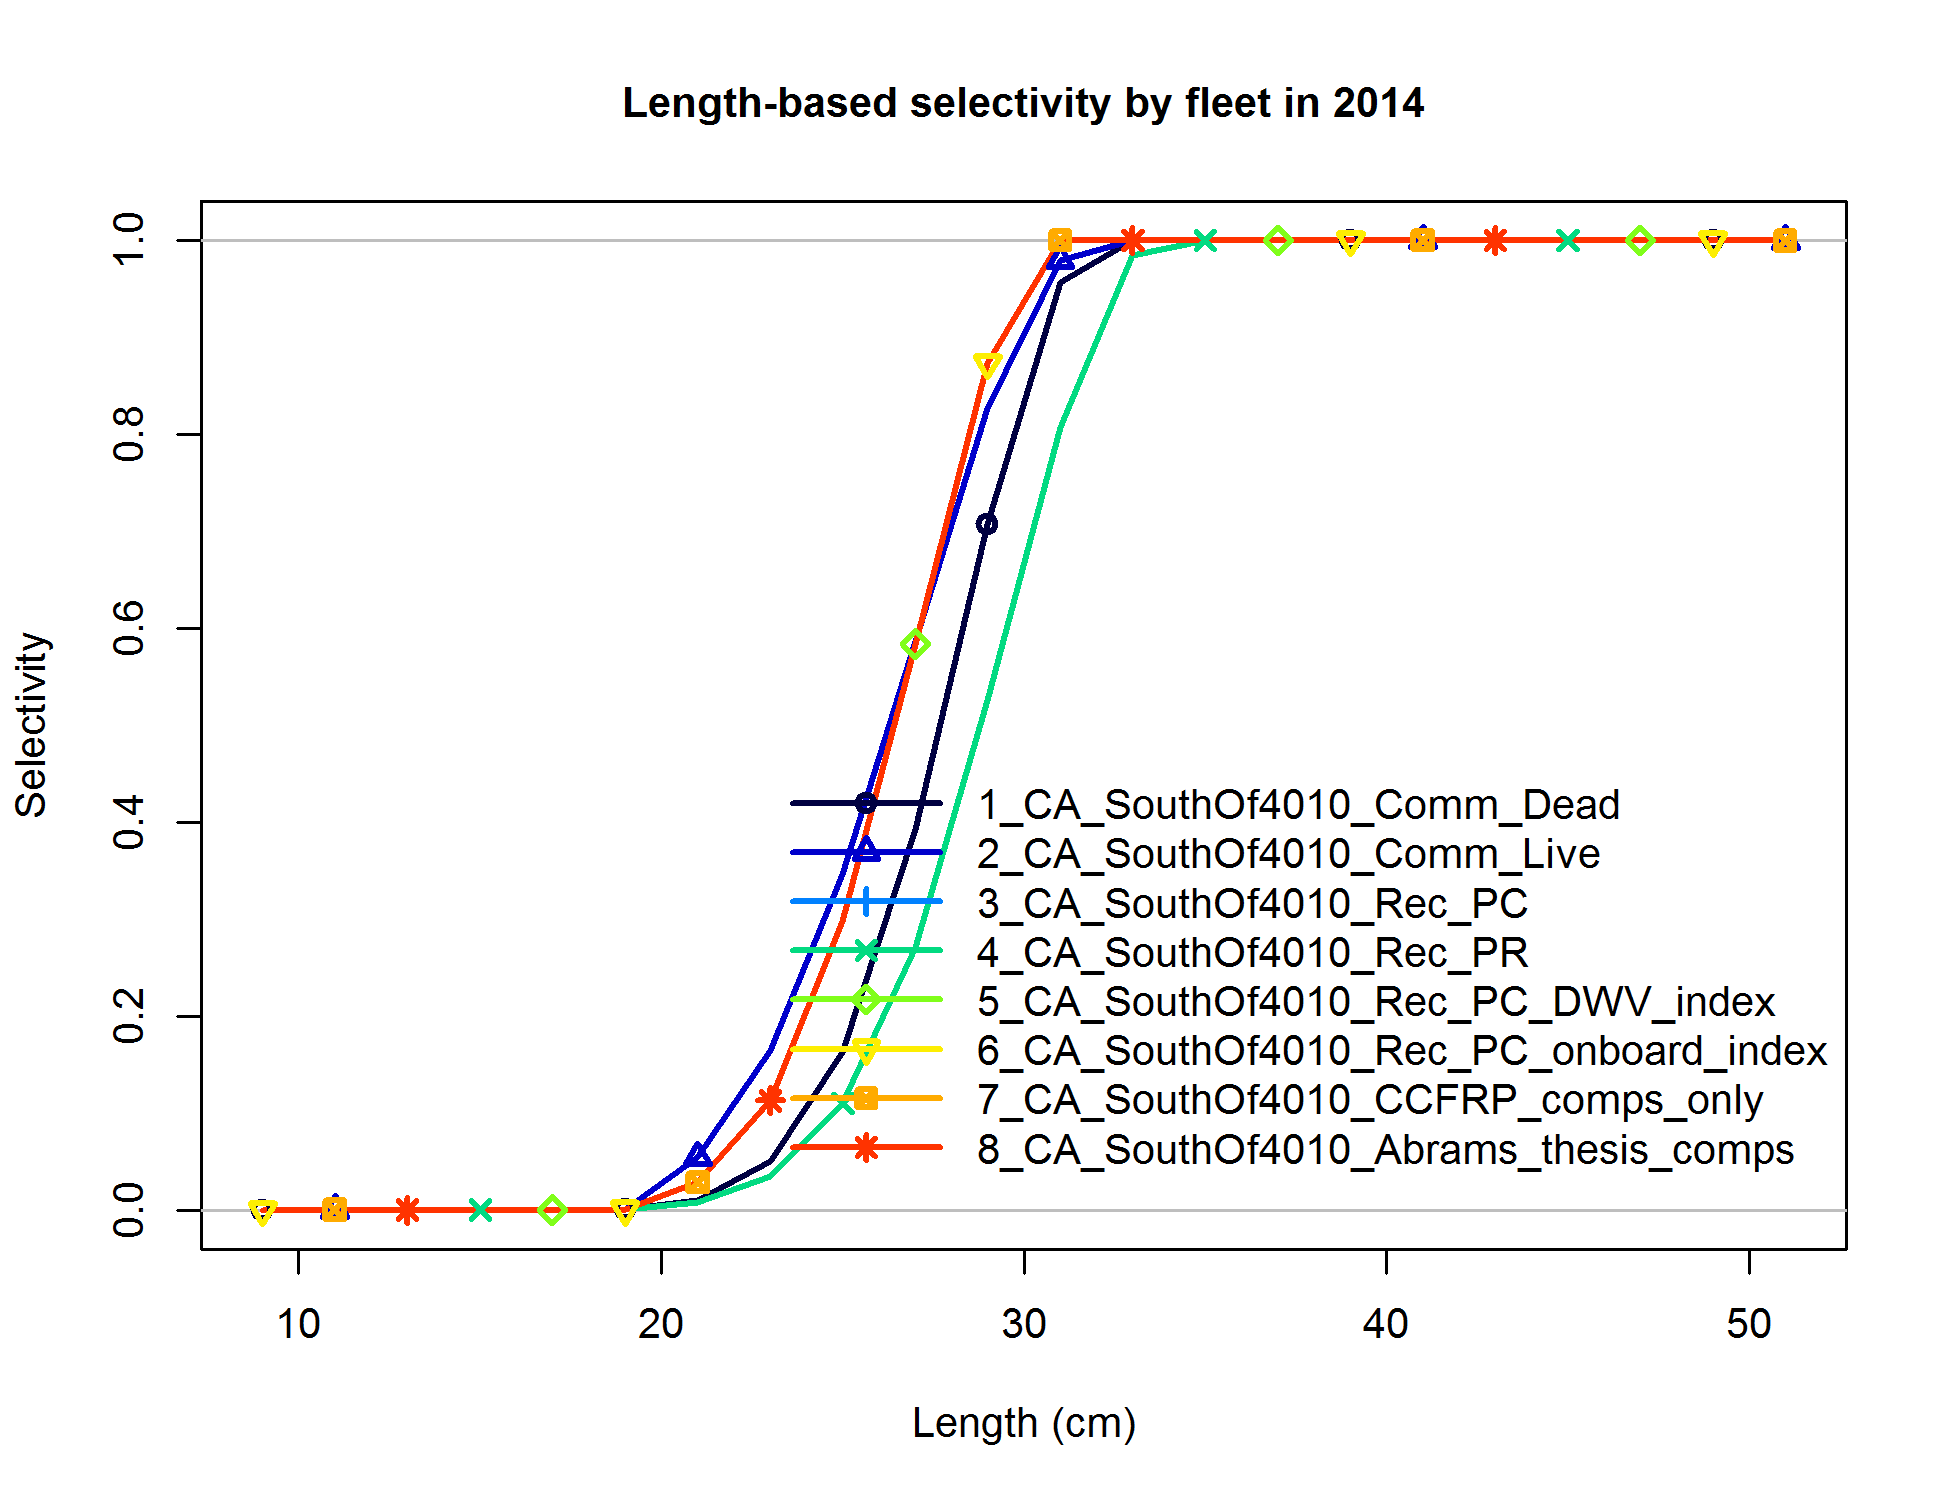 Length-based selectivity by fleet in 2014
Selectivity
1.0
0.8
0.6
0.4
0.2
0.0
1_CA_SouthOf4010_Comm_Dead
2_CA_SouthOf4010_Comm_Live
3_CA_SouthOf4010_Rec_PC
4_CA_SouthOf4010_Rec_PR
5_CA_SouthOf4010_Rec_PC_DWV_index
6_CA_SouthOf4010_Rec_PC_onboard_index
7_CA_SouthOf4010_CCFRP_comps_only
8_CA_SouthOf4010_Abrams_thesis_comps
10 20 30 40 50
Length (cm)